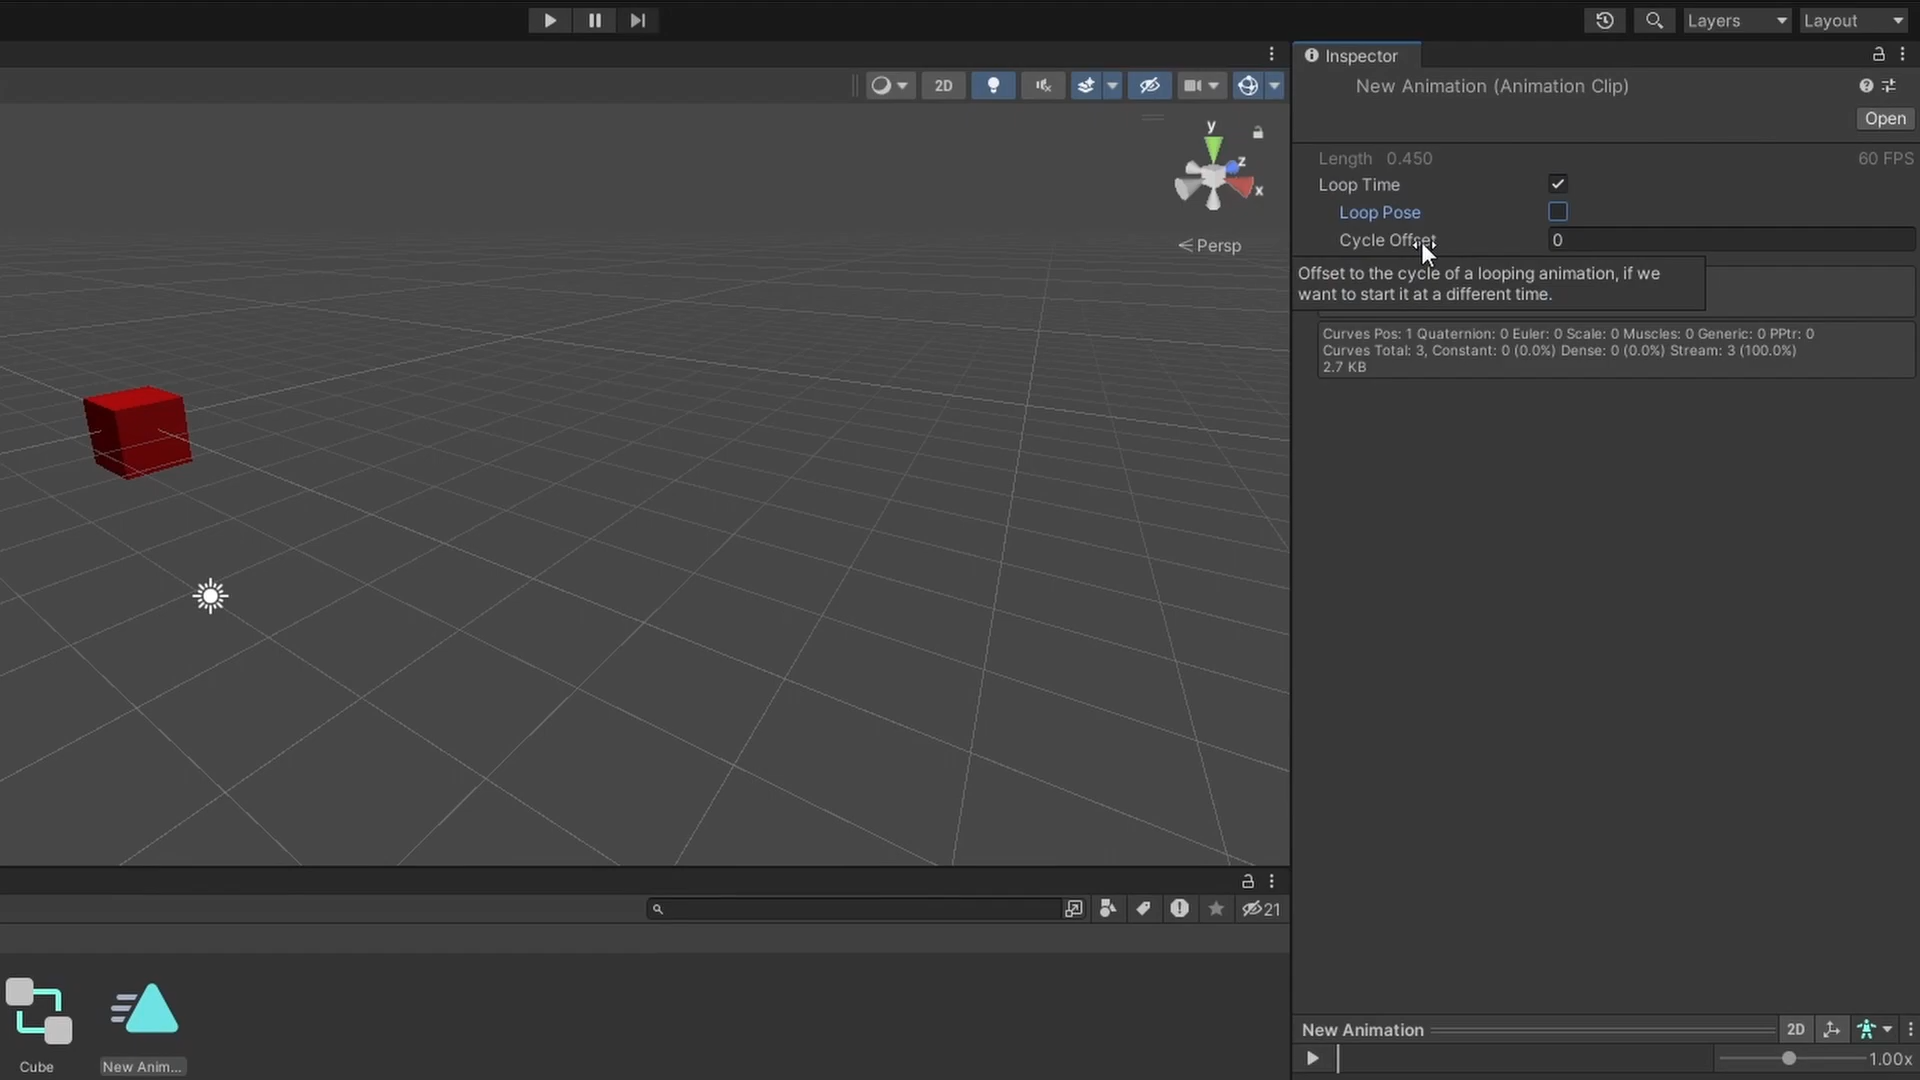 Layers
Layout
Inspector
New Animation (Animation Clip)
2D
Open
y
z
x
Persp
Length 0.450
60 FPS
Loop Time
Loop Pose
Cycle Offset
0
Offset to the cycle of a looping animation, if we
want to start it at a different time.
Curves Pos: 1 Quaternion: 0 Euler: 0 Scale: 0 Muscles: 0 Generic: 0 PPtr: 0
Curves Total: 3, Constant: 0 (0.0%) Dense: 0 (0.0%) Stream: 3 (100.0%)
2.7 KB
21
Cube
New Anim...
New Animation
2D
1.00x